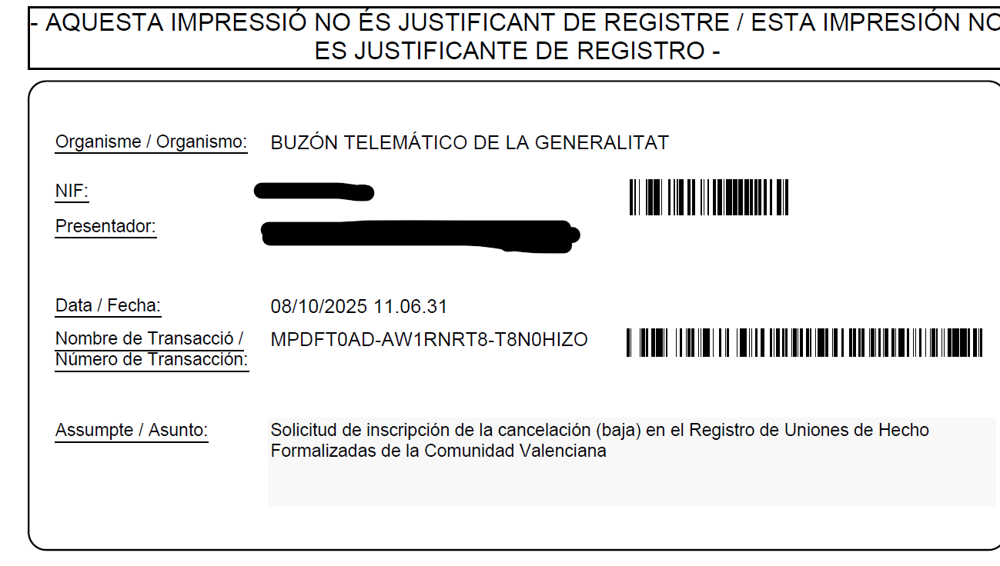 - AQUESTA IMPRESSIÓ NO ÉS JUSTIFICANT DE REGISTRE / ESTA IMPRESIÓN NO
ES JUSTIFICANTE DE REGISTRO -
Organisme / Organismo: BUZÓN TELEMÁTICO DE LA GENERALITAT
NIF:
Presentador:
Data / Fecha: 08/10/2025 11.06.31
Nombre de Transacció / MPDFT0AD-AW1RNRT8-T8N0HIZO
Número de Transacción:
Assumpte / Asunto: Solicitud de inscripción de la cancelación (baja) en el Registro de Uniones de Hecho
Formalizadas de la Comunidad Valenciana